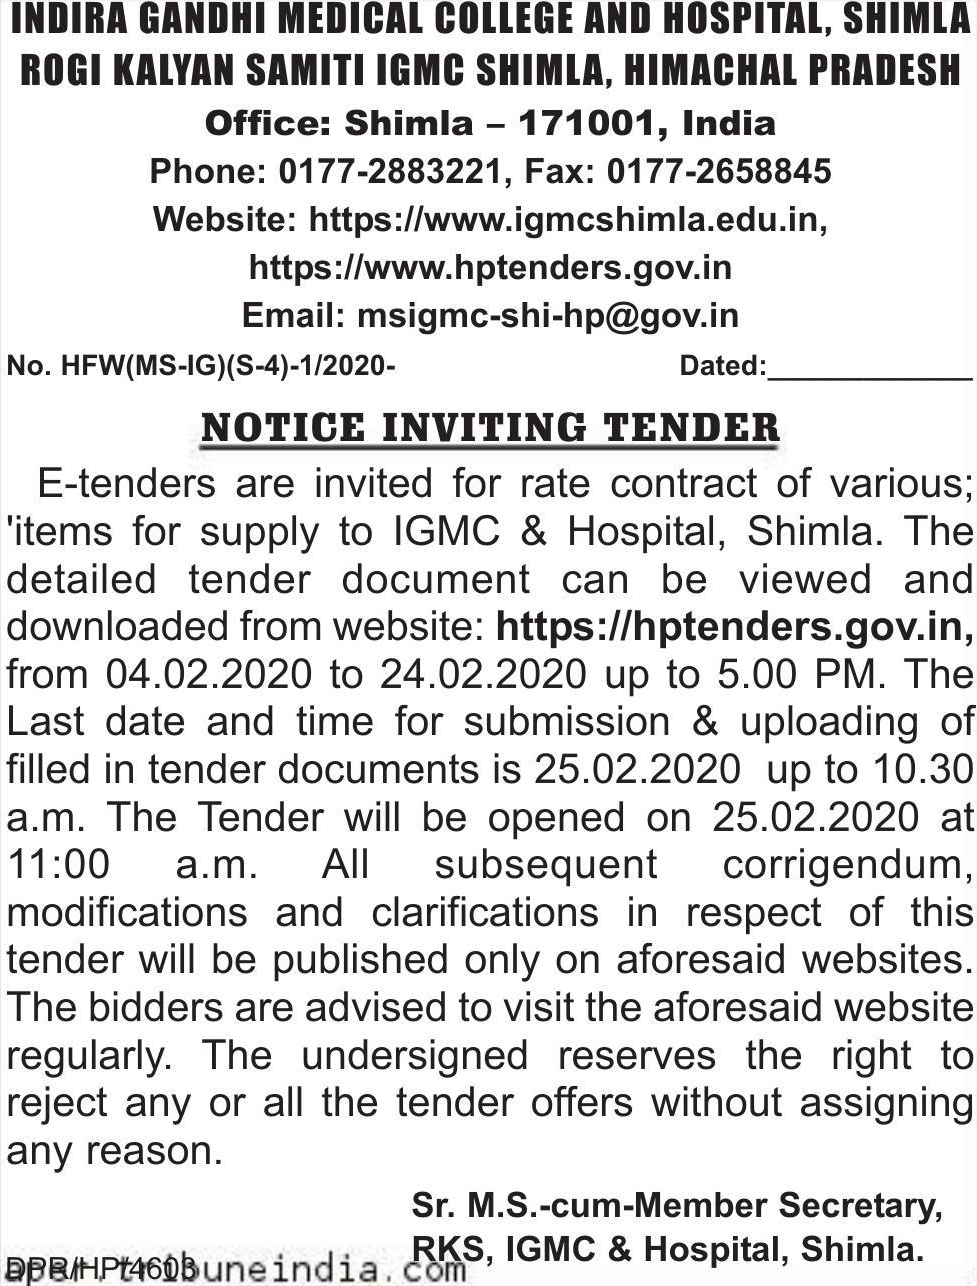 INDIRA GANDHI MEDICAL COLLEGE AND HOSPITAL, SHIMLA
ROGI KALYAN SAMITI IGMC SHIMLA, HIMACHAL PRADESH
Office: Shimla – 171001, India
Phone: 0177-2883221, Fax: 0177-2658845
Website: https://www.igmcshimla.edu.in,
https://www.hptenders.gov.in
Email: msigmc-shi-hp@gov.in
No. HFW(MS-IG)(S-4)-1/2020- Dated:_____________
NOTICE INVITING TENDER
E-tenders are invited for rate contract of various;
'items for supply to IGMC & Hospital, Shimla. The
detailed tender document can be viewed and
downloaded from website: https://hptenders.gov.in,
from 04.02.2020 to 24.02.2020 up to 5.00 PM. The
Last date and time for submission & uploading of
filled in tender documents is 25.02.2020 up to 10.30
a.m. The Tender will be opened on 25.02.2020 at
11:00 a.m. All subsequent corrigendum,
modifications and clarifications in respect of this
tender will be published only on aforesaid websites.
The bidders are advised to visit the aforesaid website
regularly. The undersigned reserves the right to
reject any or all the tender offers without assigning
any reason.
Sr. M.S.-cum-Member Secretary,
RKS, IGMC & Hospital, Shimla.
DPR/HP/4603